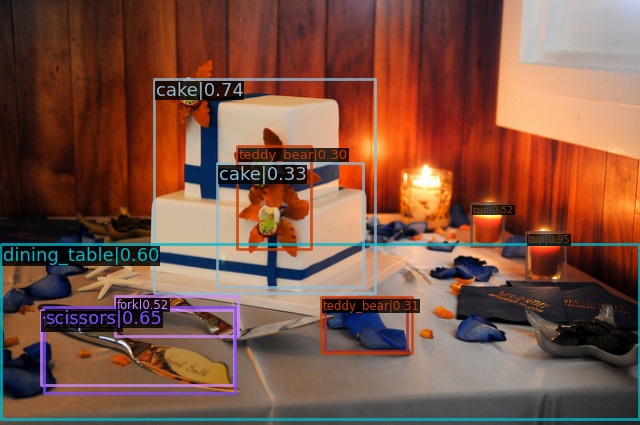 cake|0.74
teddy_bear|0.30
cake|0.33
cup|0.52
cup|0.95
dining_table|0.60
fork|0.52
scissors|0.65
teddy_bear|0.31